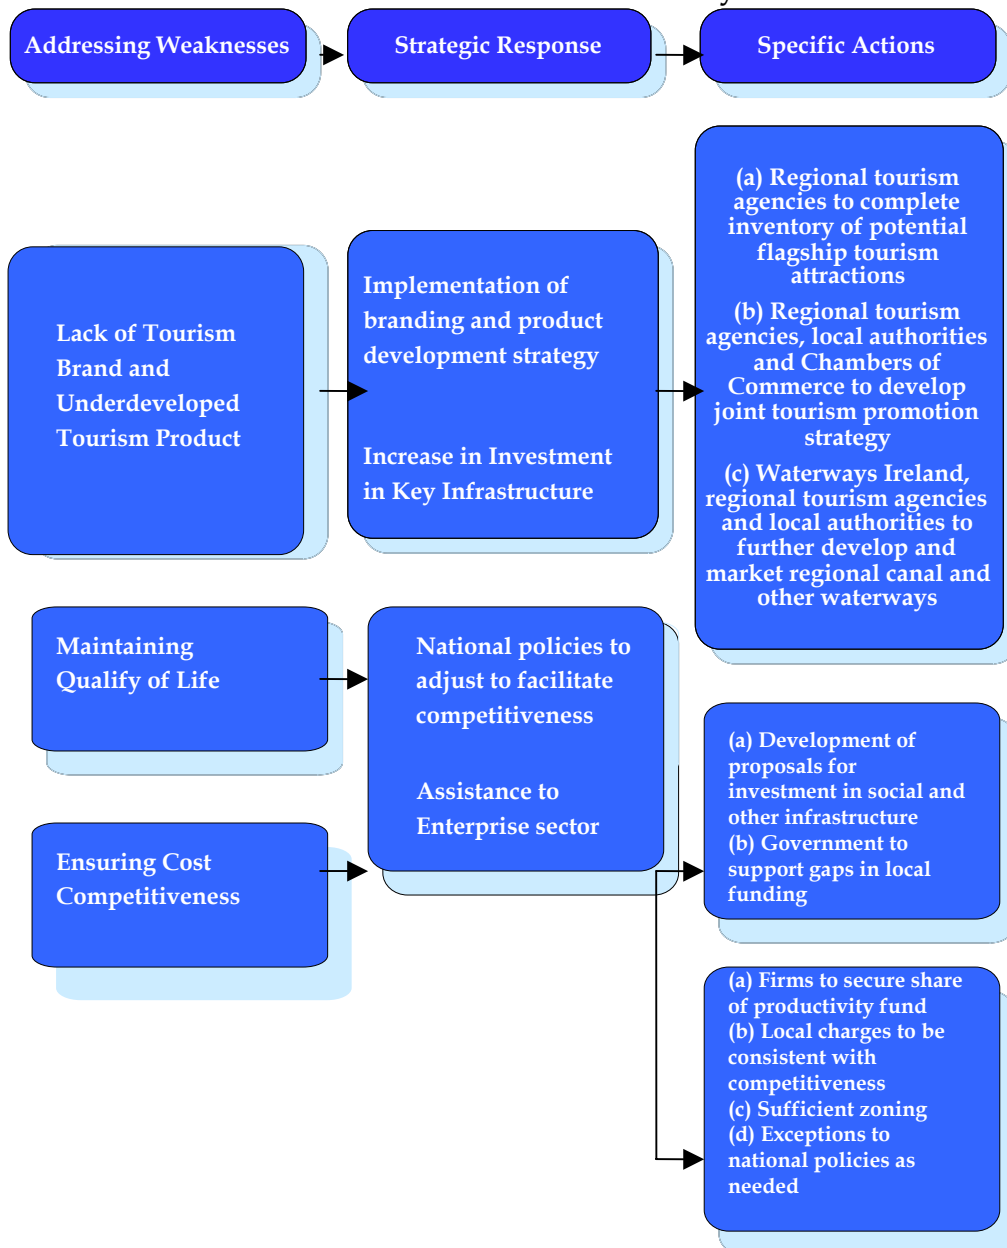 Addressing Weaknesses
Strategic Response
Specific Actions
Lack of Tourism
Brand and
Underdeveloped
Tourism Product
Implementation of
branding and product
development strategy
Increase in Investment
in Key Infrastructure
(a) Regional tourism
agencies to complete
inventory of potential
flagship tourism
attractions
(b) Regional tourism
agencies, local authorities
and Chambers of
Commerce to develop
joint tourism promotion
strategy
(c) Waterways Ireland,
regional tourism agencies
and local authorities to
further develop and
market regional canal and
other waterways
Maintaining
Qualify of Life
National policies to
adjust to facilitate
competitiveness
Assistance to
Enterprise sector
Ensuring Cost
Competitiveness
(a) Development of
proposals for
investment in social and
other infrastructure
(b) Government to
support gaps in local
funding
(a) Firms to secure share
of productivity fund
(b) Local charges to be
consistent with
competitiveness
(c) Sufficient zoning
(d) Exceptions to
national policies as
needed